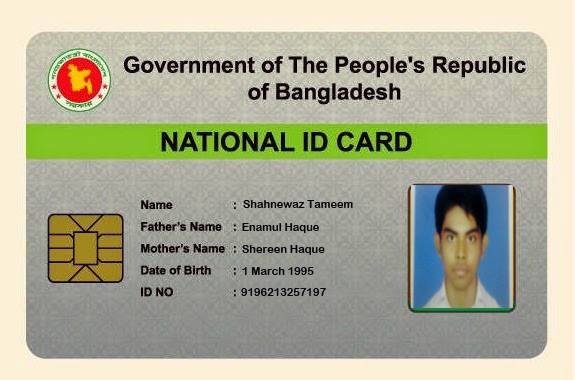 Government of The People's Republic
of Bangladesh
NATIONAL ID CARD
Name : Shahnewaz Tameem
Father's Name : Enamul Haque
Mother's Name : Shereen Haque
Date of Birth : 1 March 1995
ID NO : 9196213257197